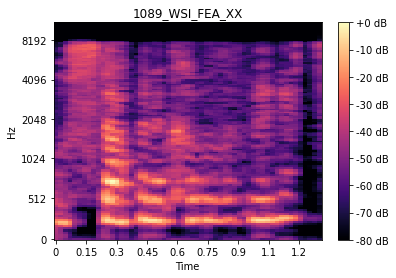 1089_WSI_FEA_XX
8192
4096
2048
1024
512
0
Hz
0 0.15 0.3 0.45 0.6 0.75 0.9 1.1 1.2
Time
+0 dB
-10 dB
-20 dB
-30 dB
-40 dB
-50 dB
-60 dB
-70 dB
-80 dB